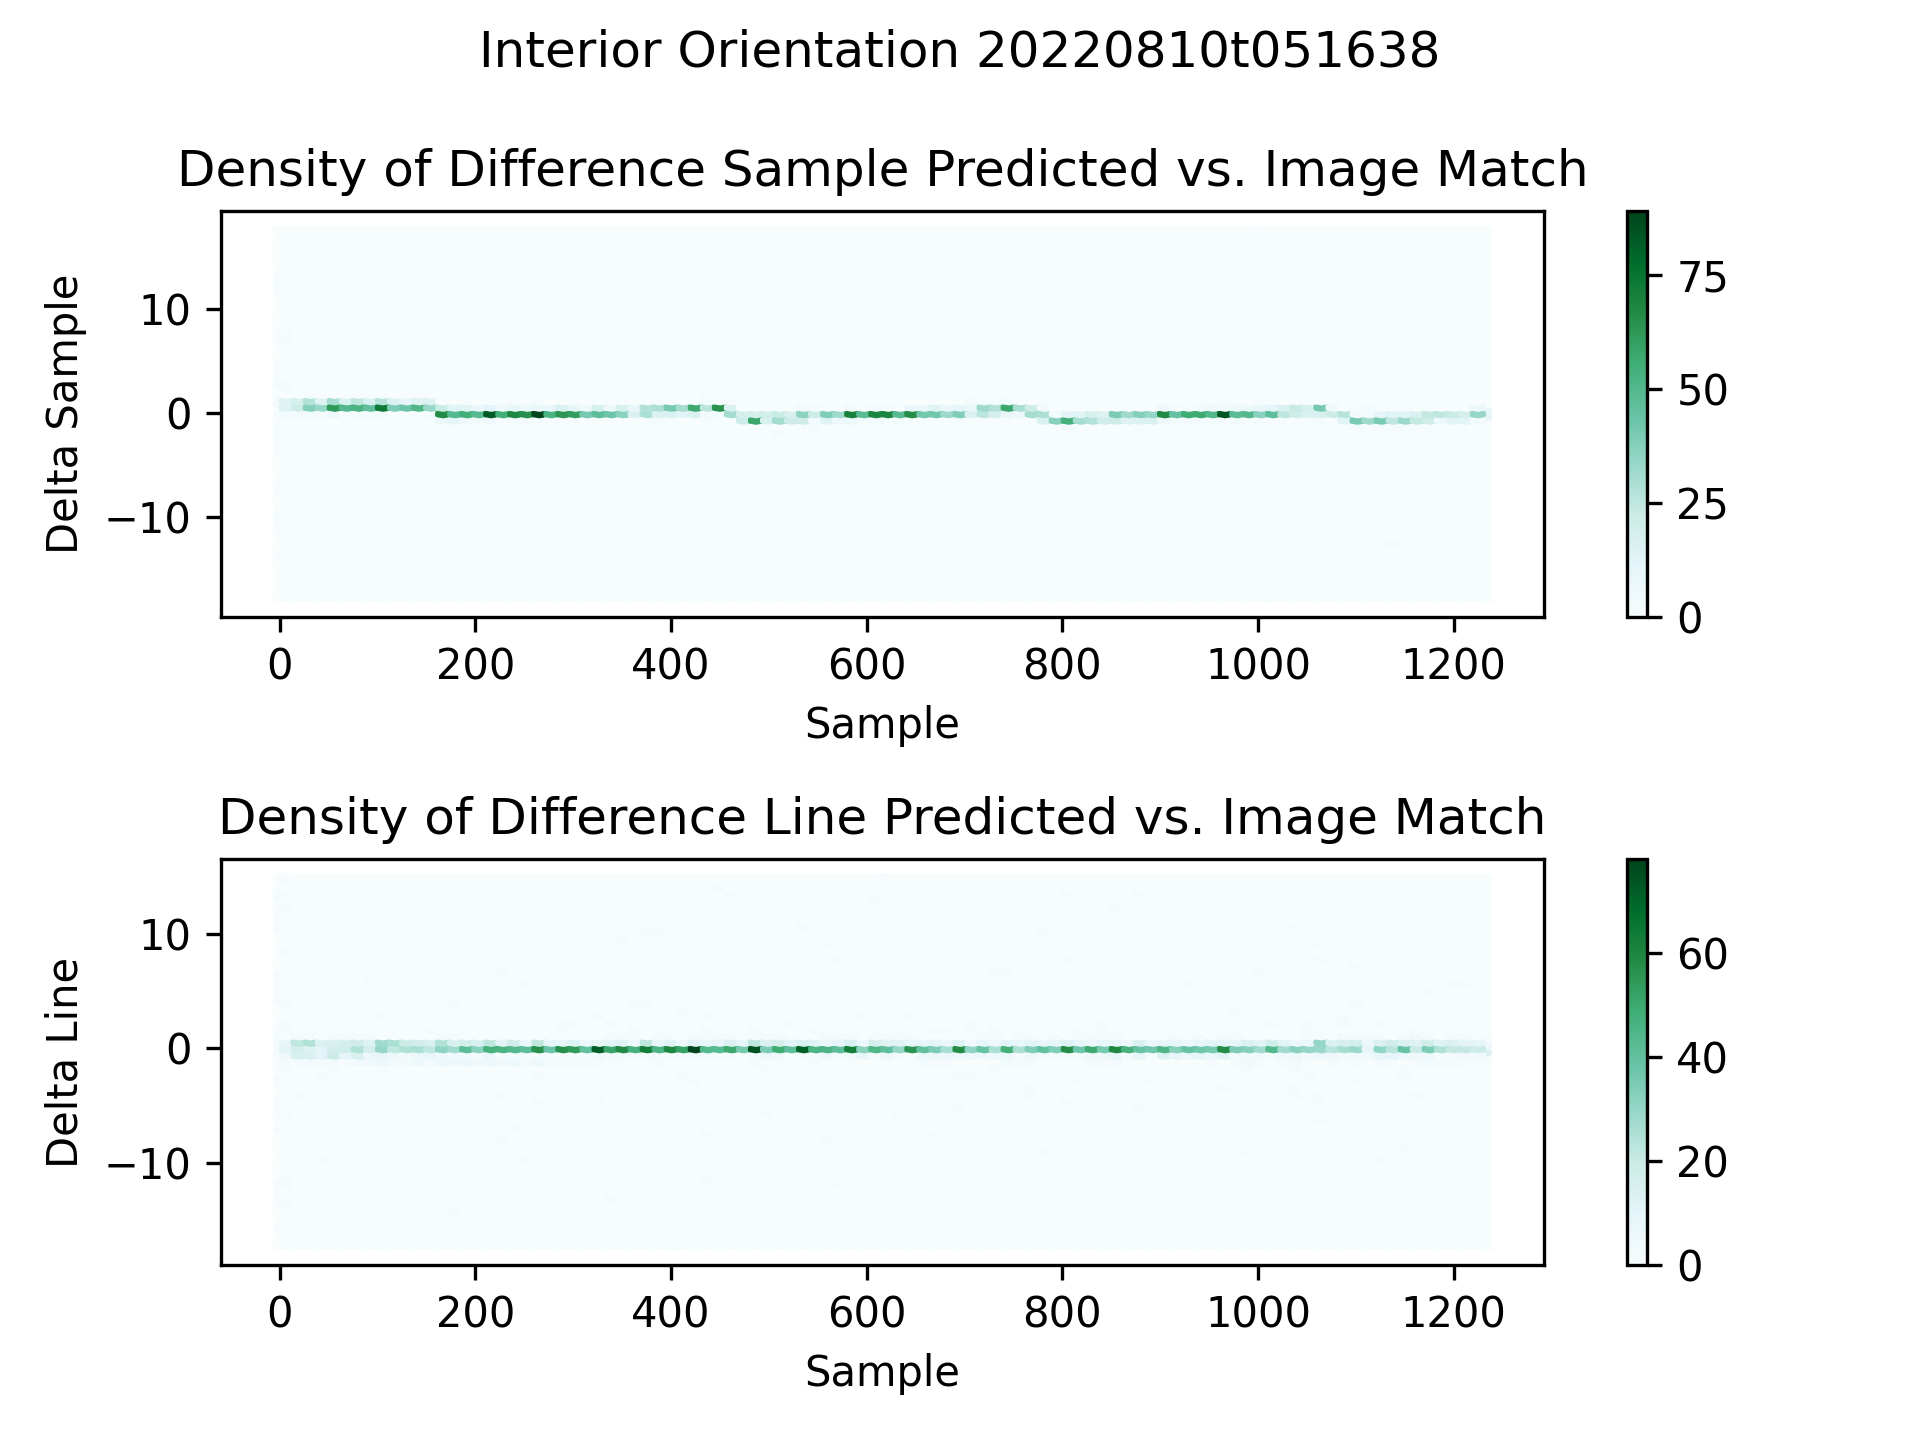 Interior Orientation 20220810t051638
Density of Difference Sample Predicted vs. Image Match
Delta Sample
10
0
−10
0 200 400 600 800 1000 1200
Sample
75
50
25
0
Density of Difference Line Predicted vs. Image Match
Delta Line
10
0
−10
0 200 400 600 800 1000 1200
Sample
60
40
20
0